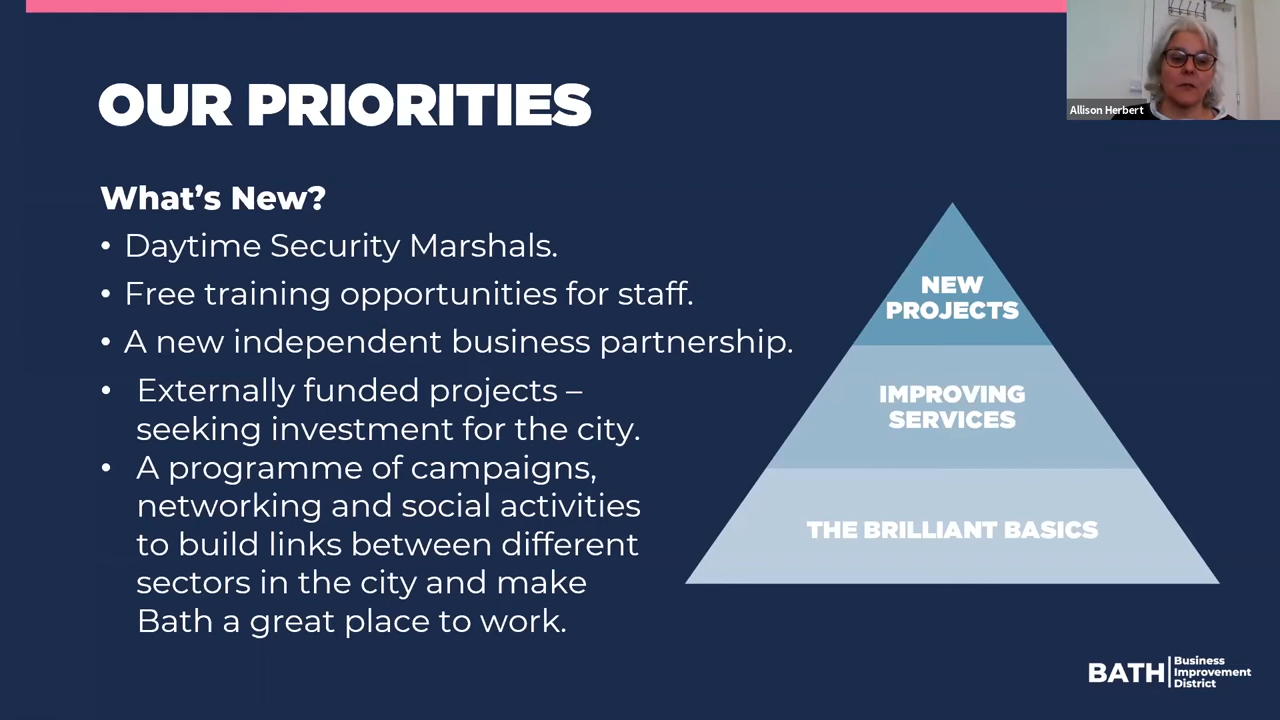 OUR PRIORITIES
Allison Herbert
What's New?
• Daytime Security Marshals.
• Free training opportunities for staff.
• A new independent business partnership.
• Externally funded projects –
seeking investment for the city.
• A programme of campaigns,
networking and social activities
to build links between different
sectors in the city and make
Bath a great place to work.
NEW
PROJECTS
IMPROVING
SERVICES
THE BRILLIANT BASICS
BATH
Business
Improvement
District